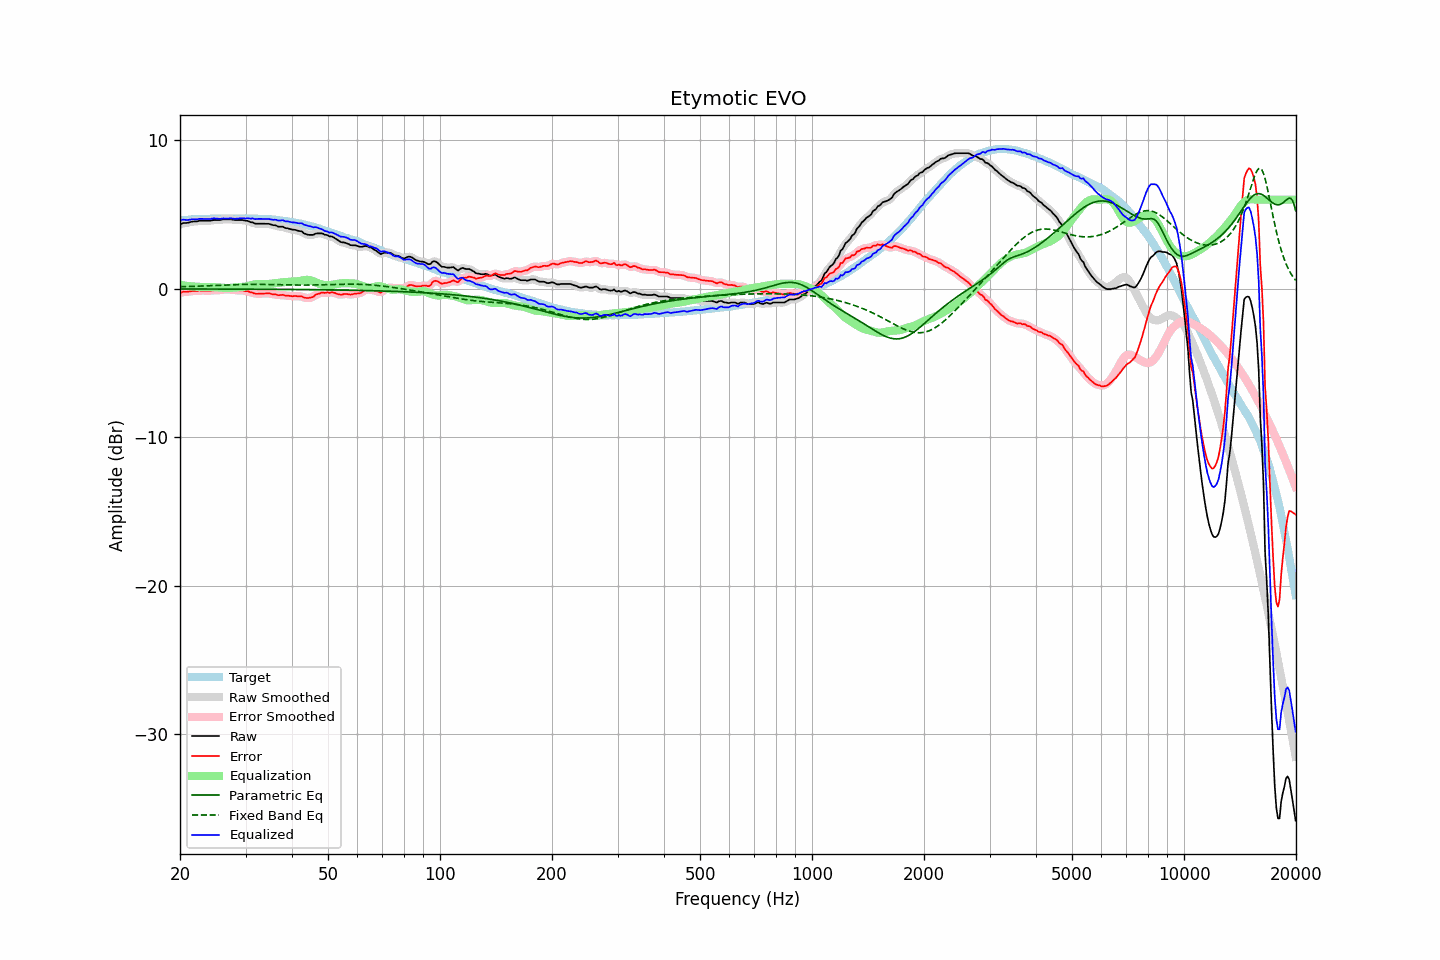 Etymotic EVO
10
0
−10
−20
−30
Amplitude (dBr)
Target
Raw Smoothed
Error Smoothed
Raw
Error
Equalization
Parametric Eq
Fixed Band Eq
Equalized
20
50
100
200
500
1000
2000
5000
10000
20000
Frequency (Hz)